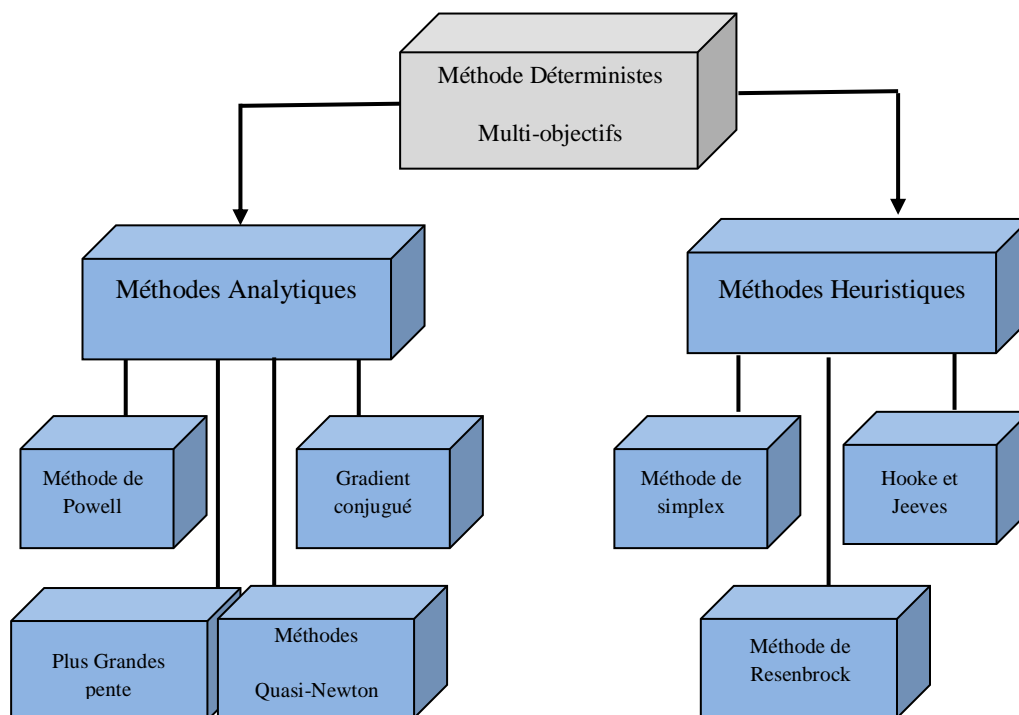 Méthode Déterministes
Multi-objectifs
Méthodes Analytiques
Méthodes Heuristiques
Méthode de
Powell
Gradient
conjugué
Méthode de
simplex
Hooke et
Jeeves
Plus Grandes
pente
Méthodes
Quasi-Newton
Méthode de
Resenbrock